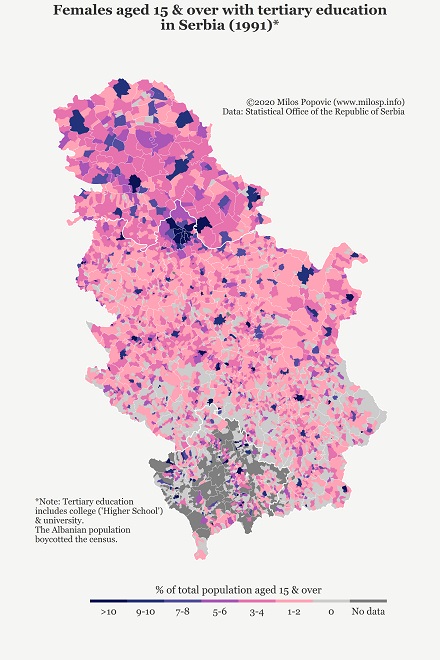 Females aged 15 & over with tertiary education
in Serbia (1991)*
©2020 Milos Popovic (www.milosp.info)
Data: Statistical Office of the Republic of Serbia
*Note: Tertiary education
includes college ('Higher School')
& university.
The Albanian population
boycotted the census.
% of total population aged 15 & over
>10 9-10 7-8 5-6 3-4 1-2 0 No data